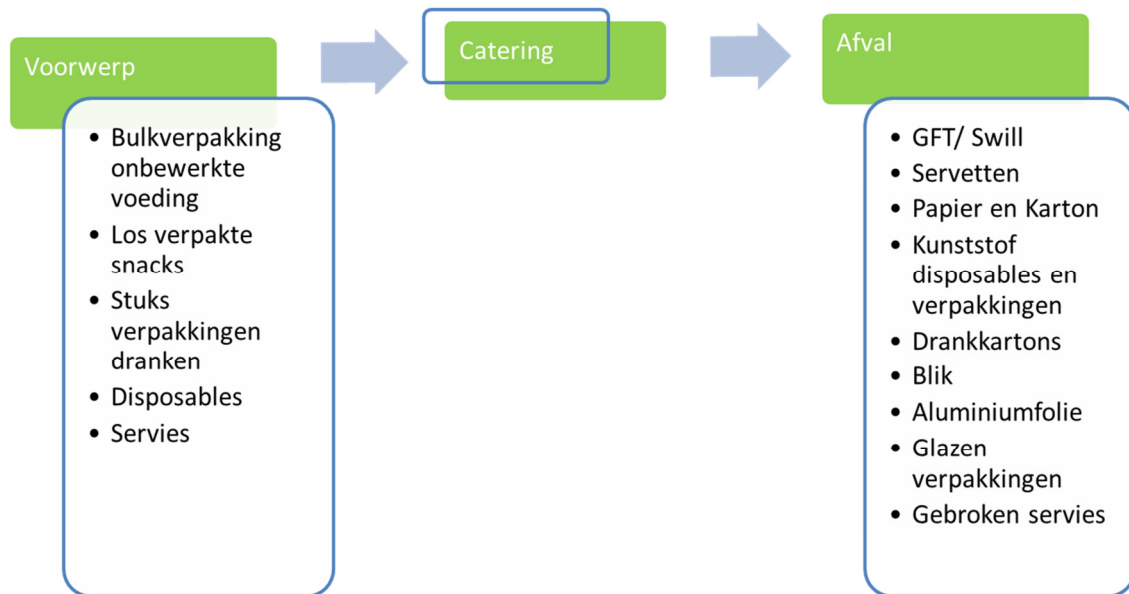 Voorwerp
• Bulkverpakking
onbewerkte
voeding
• Los verpakte
snacks
• Stuks
verpakkingen
dranken
• Disposables
• Servies
Catering
Afval
• GFT/ Swill
• Servetten
• Papier en Karton
• Kunststof
disposables en
verpakkingen
• Drankkartons
• Blik
• Aluminiumfolie
• Glazen
verpakkingen
• Gebroken servies